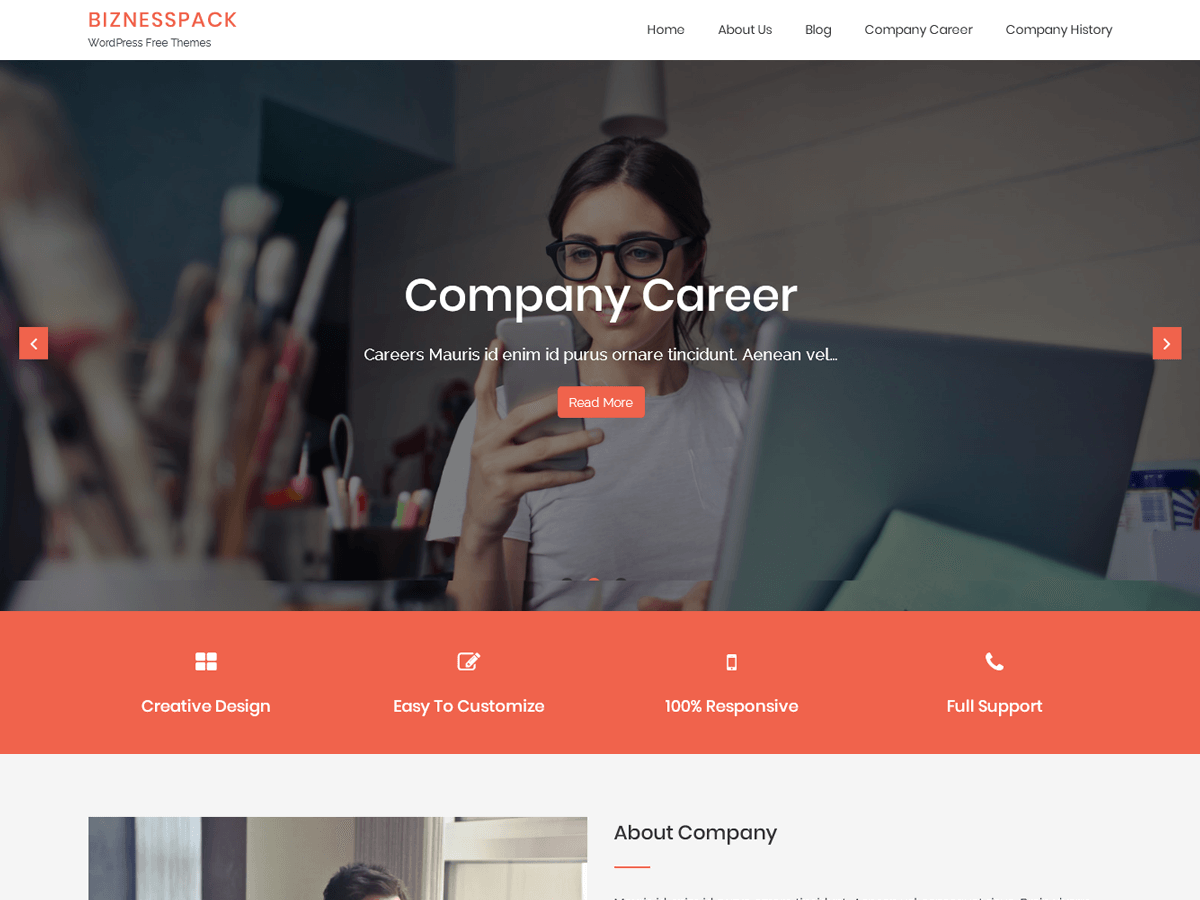 BIZNESSPACK
WordPress Free Themes
Home
About Us
Blog
Company Career
Company History
Company Career
Careers Mauris id enim id purus ornare tincidunt. Aenean vel...
Read More
Creative Design
Easy To Customize
100% Responsive
Full Support
About Company